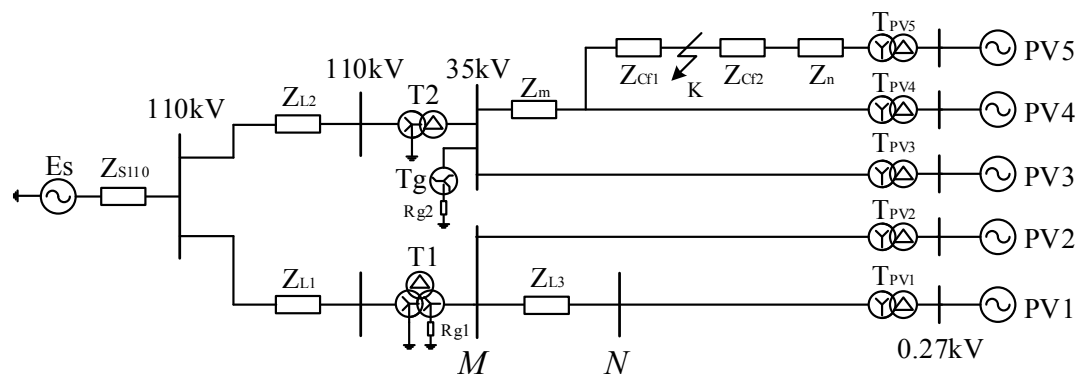 T_PV5
PV5
Z_Cf1
K
Z_Cf2
Z_n
110kV
35kV
Z_m
T_PV4
PV4
110kV
Z_L2
T2
T_PV3
PV3
Es
Z_S110
Tg
Rg2
T_PV2
PV2
T1
Z_L1
Rg1
Z_L3
T_PV1
PV1
M
N
0.27kV